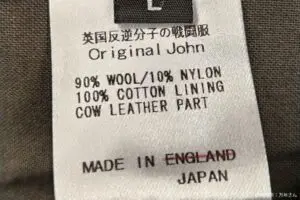 L
英国反逆分子の戦闘服
Original John
90% WOOL/10% NYLON
100% COTTON LINING
COW LEATHER PART
MADE IN ENGLAND
JAPAN